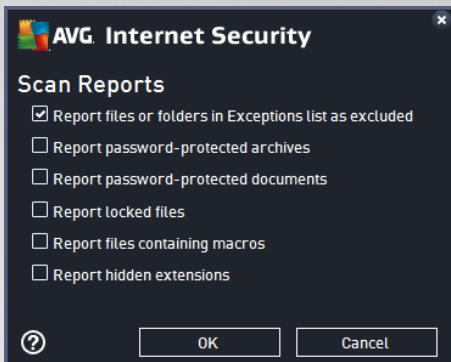 AVG. Internet Security
Scan Reports
Report files or folders in Exceptions list as excluded
Report password-protected archives
Report password-protected documents
Report locked files
Report files containing macros
Report hidden extensions
? OK Cancel